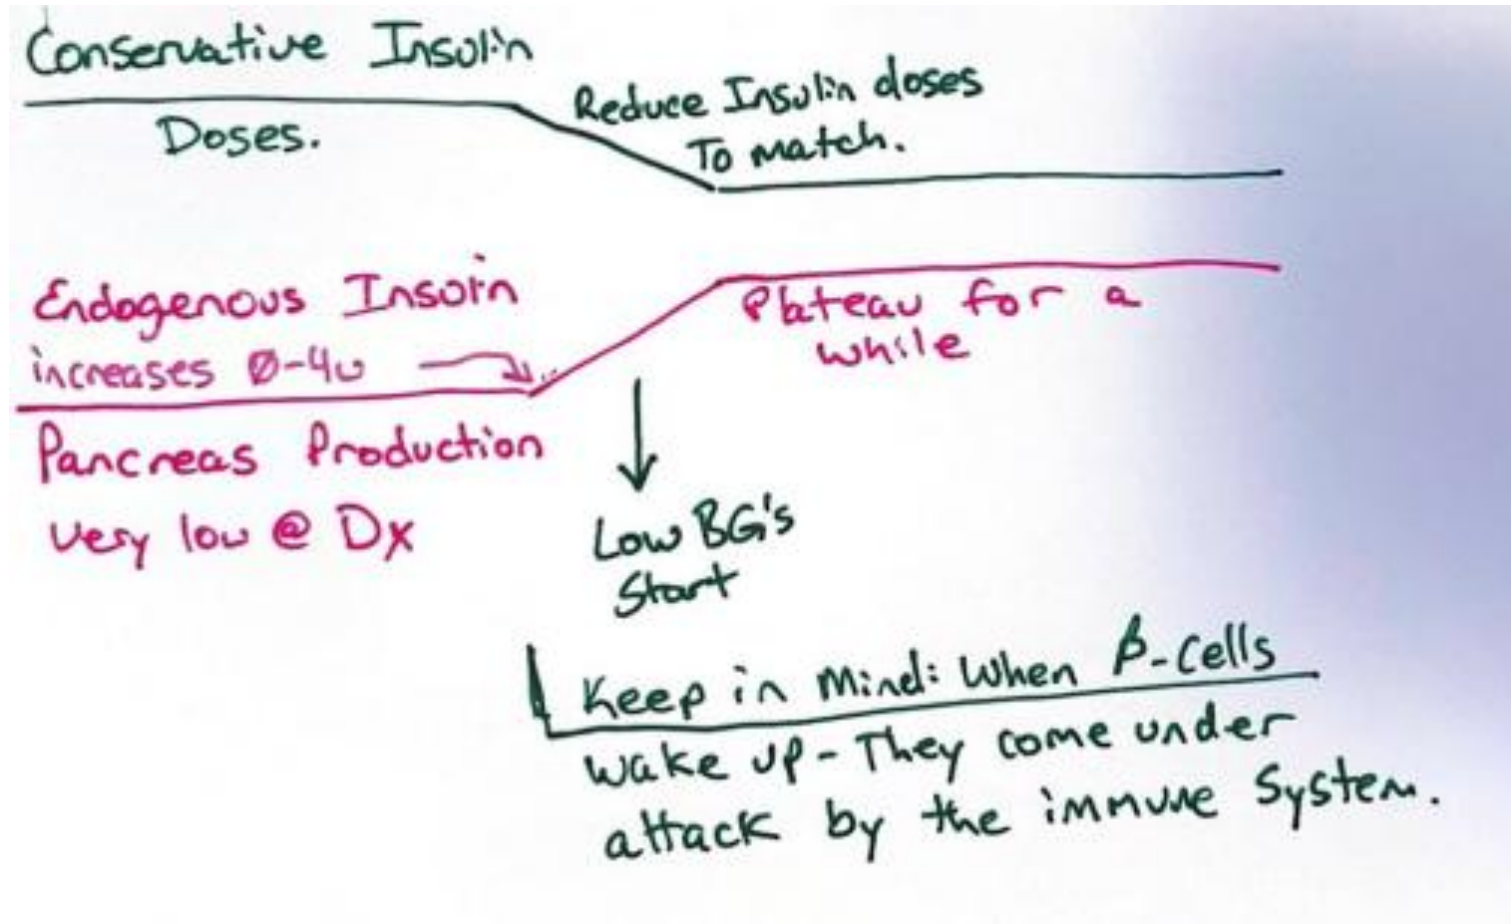 Conservative Insulin
Doses.
Reduce Insulin doses
To match.
Endogenous Insulin
increases Ø-4u
Plateau for a
while
Pancreas Production
very low @ Dx
Low BG's
Start
Keep in Mind: When β-Cells
wake up - They come under
attack by the immune System.